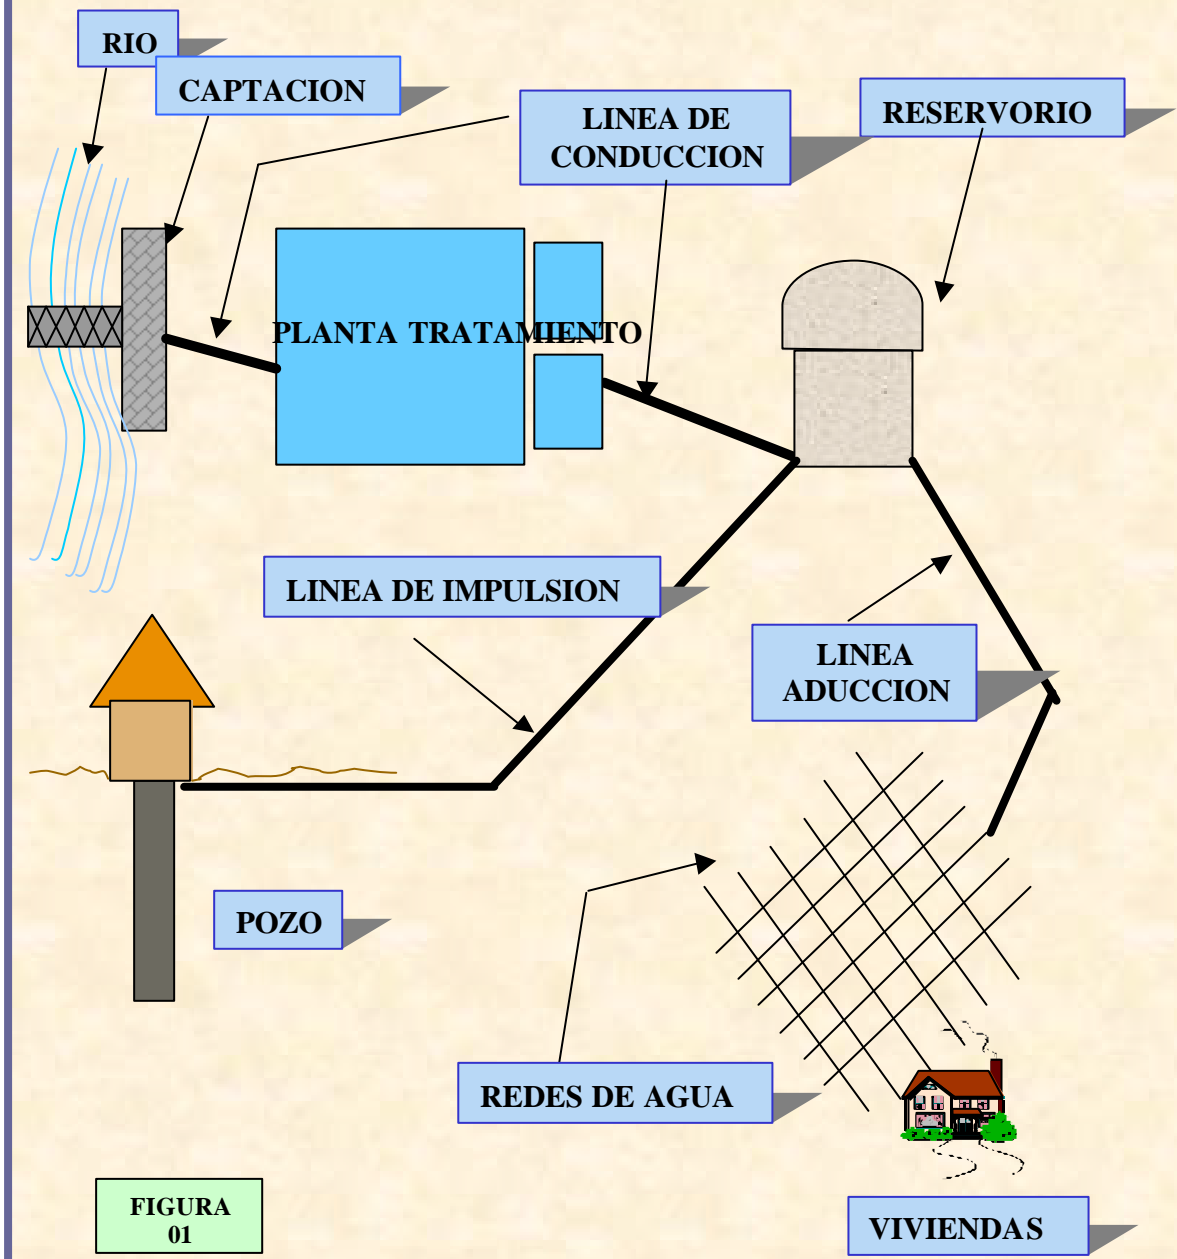 RIO
CAPTACION
LINEA DE
CONDUCCION
RESERVORIO
PLANTA TRATAMIENTO
LINEA DE IMPULSION
LINEA
ADUCCION
POZO
REDES DE AGUA
FIGURA
01
VIVIENDAS